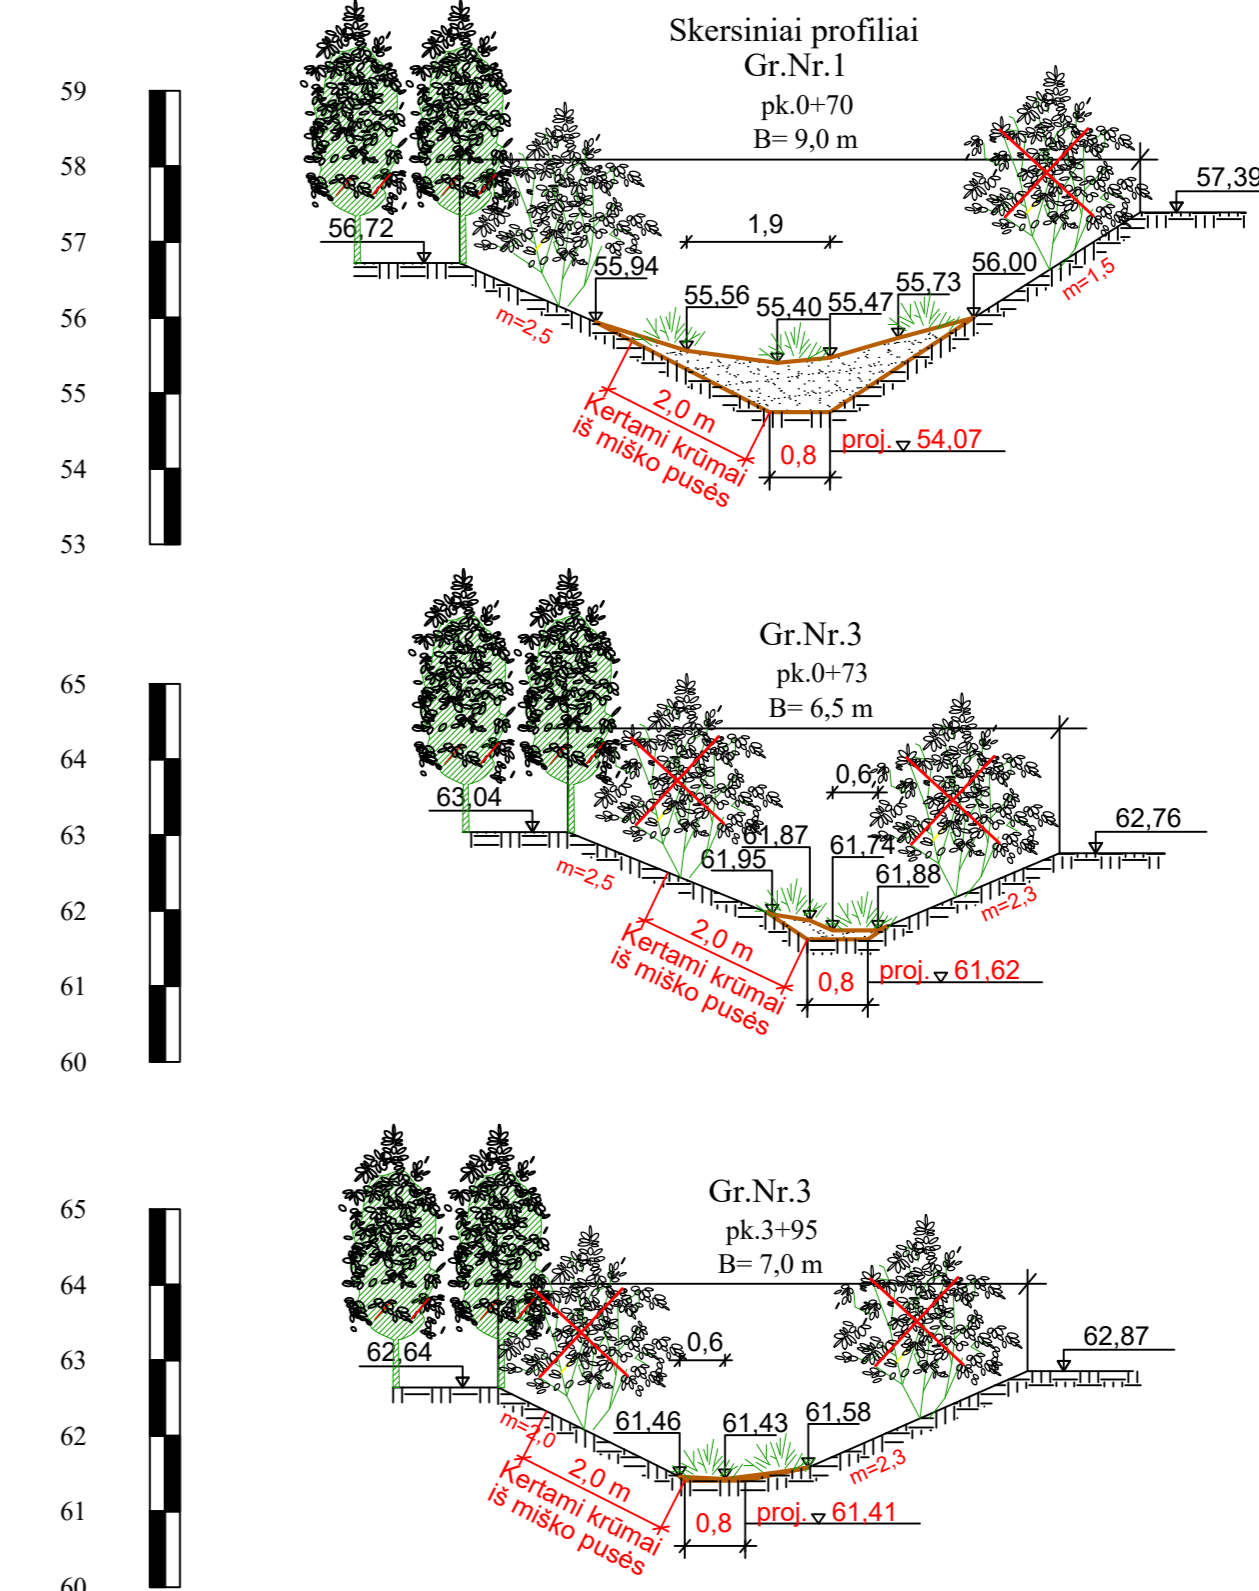 Skersiniai profiliai
Gr.Nr.1
pk.0+70
B= 9,0 m
59
58
57
56
55
54
53
56,72
1,9
57,39
55,94
55,56
55,40
55,47
55,73
56,00
m=2,5
m=1,5
2,0 m
Kertami krūmai
iš miško pusės
0,8
proj. 54,07
Gr.Nr.3
pk.0+73
B= 6,5 m
65
64
63
62
61
60
63,04
0,6
62,76
61,95
61,87
61,74
61,88
m=2,5
m=2,3
2,0 m
Kertami krūmai
iš miško pusės
0,8
proj. 61,62
Gr.Nr.3
pk.3+95
B= 7,0 m
65
64
63
62
61
60
62,64
0,6
62,87
61,46
61,43
61,58
m=2,0
m=2,3
2,0 m
Kertami krūmai
iš miško pusės
0,8
proj. 61,41